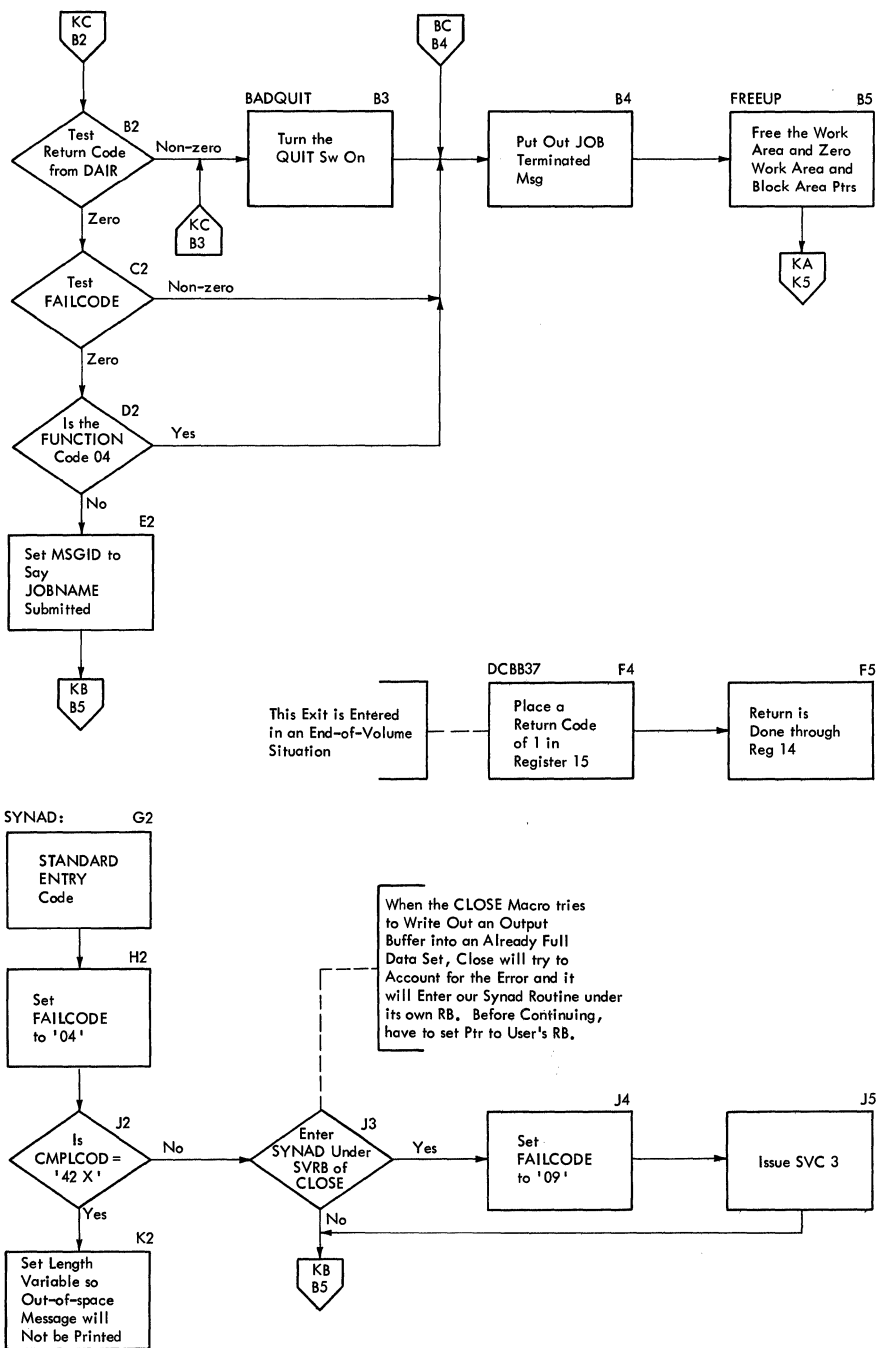 KC
B2
BC
B4
B2
Test
Return Code
from DAIR
Non-zero
Zero
BADQUIT B3
Turn the
QUIT Sw On
KC
B3
B4
Put Out JOB
Terminated
Msg
FREEUP B5
Free the Work
Area and Zero
Work Area and
Block Area Ptrs
KA
K5
C2
Test
FAILCODE
Non-zero
Zero
D2
Is the
FUNCTION
Code 04
Yes
No
E2
Set MSGID to
Say
JOBNAME
Submitted
KB
B5
This Exit is Entered
in an End-of-Volume
Situation
DCBB37 F4
Place a
Return Code
of 1 in
Register 15
F5
Return is
Done through
Reg 14
SYNAD: G2
STANDARD
ENTRY
Code
H2
Set
FAILCODE
to '04'
When the CLOSE Macro tries
to Write Out an Output
Buffer into an Already Full
Data Set, Close will try to
Account for the Error and it
will Enter our Synad Routine under
its own RB. Before Continuing,
have to set Ptr to User's RB.
J2
Is
CMPLCOD =
'42 X'
No
Yes
J3
Enter
SYNAD Under
SVRB of
CLOSE
Yes
No
J4
Set
FAILCODE
to '09'
J5
Issue SVC 3
K2
Set Length
Variable so
Out-of-space
Message will
Not be Printed
KB
B5